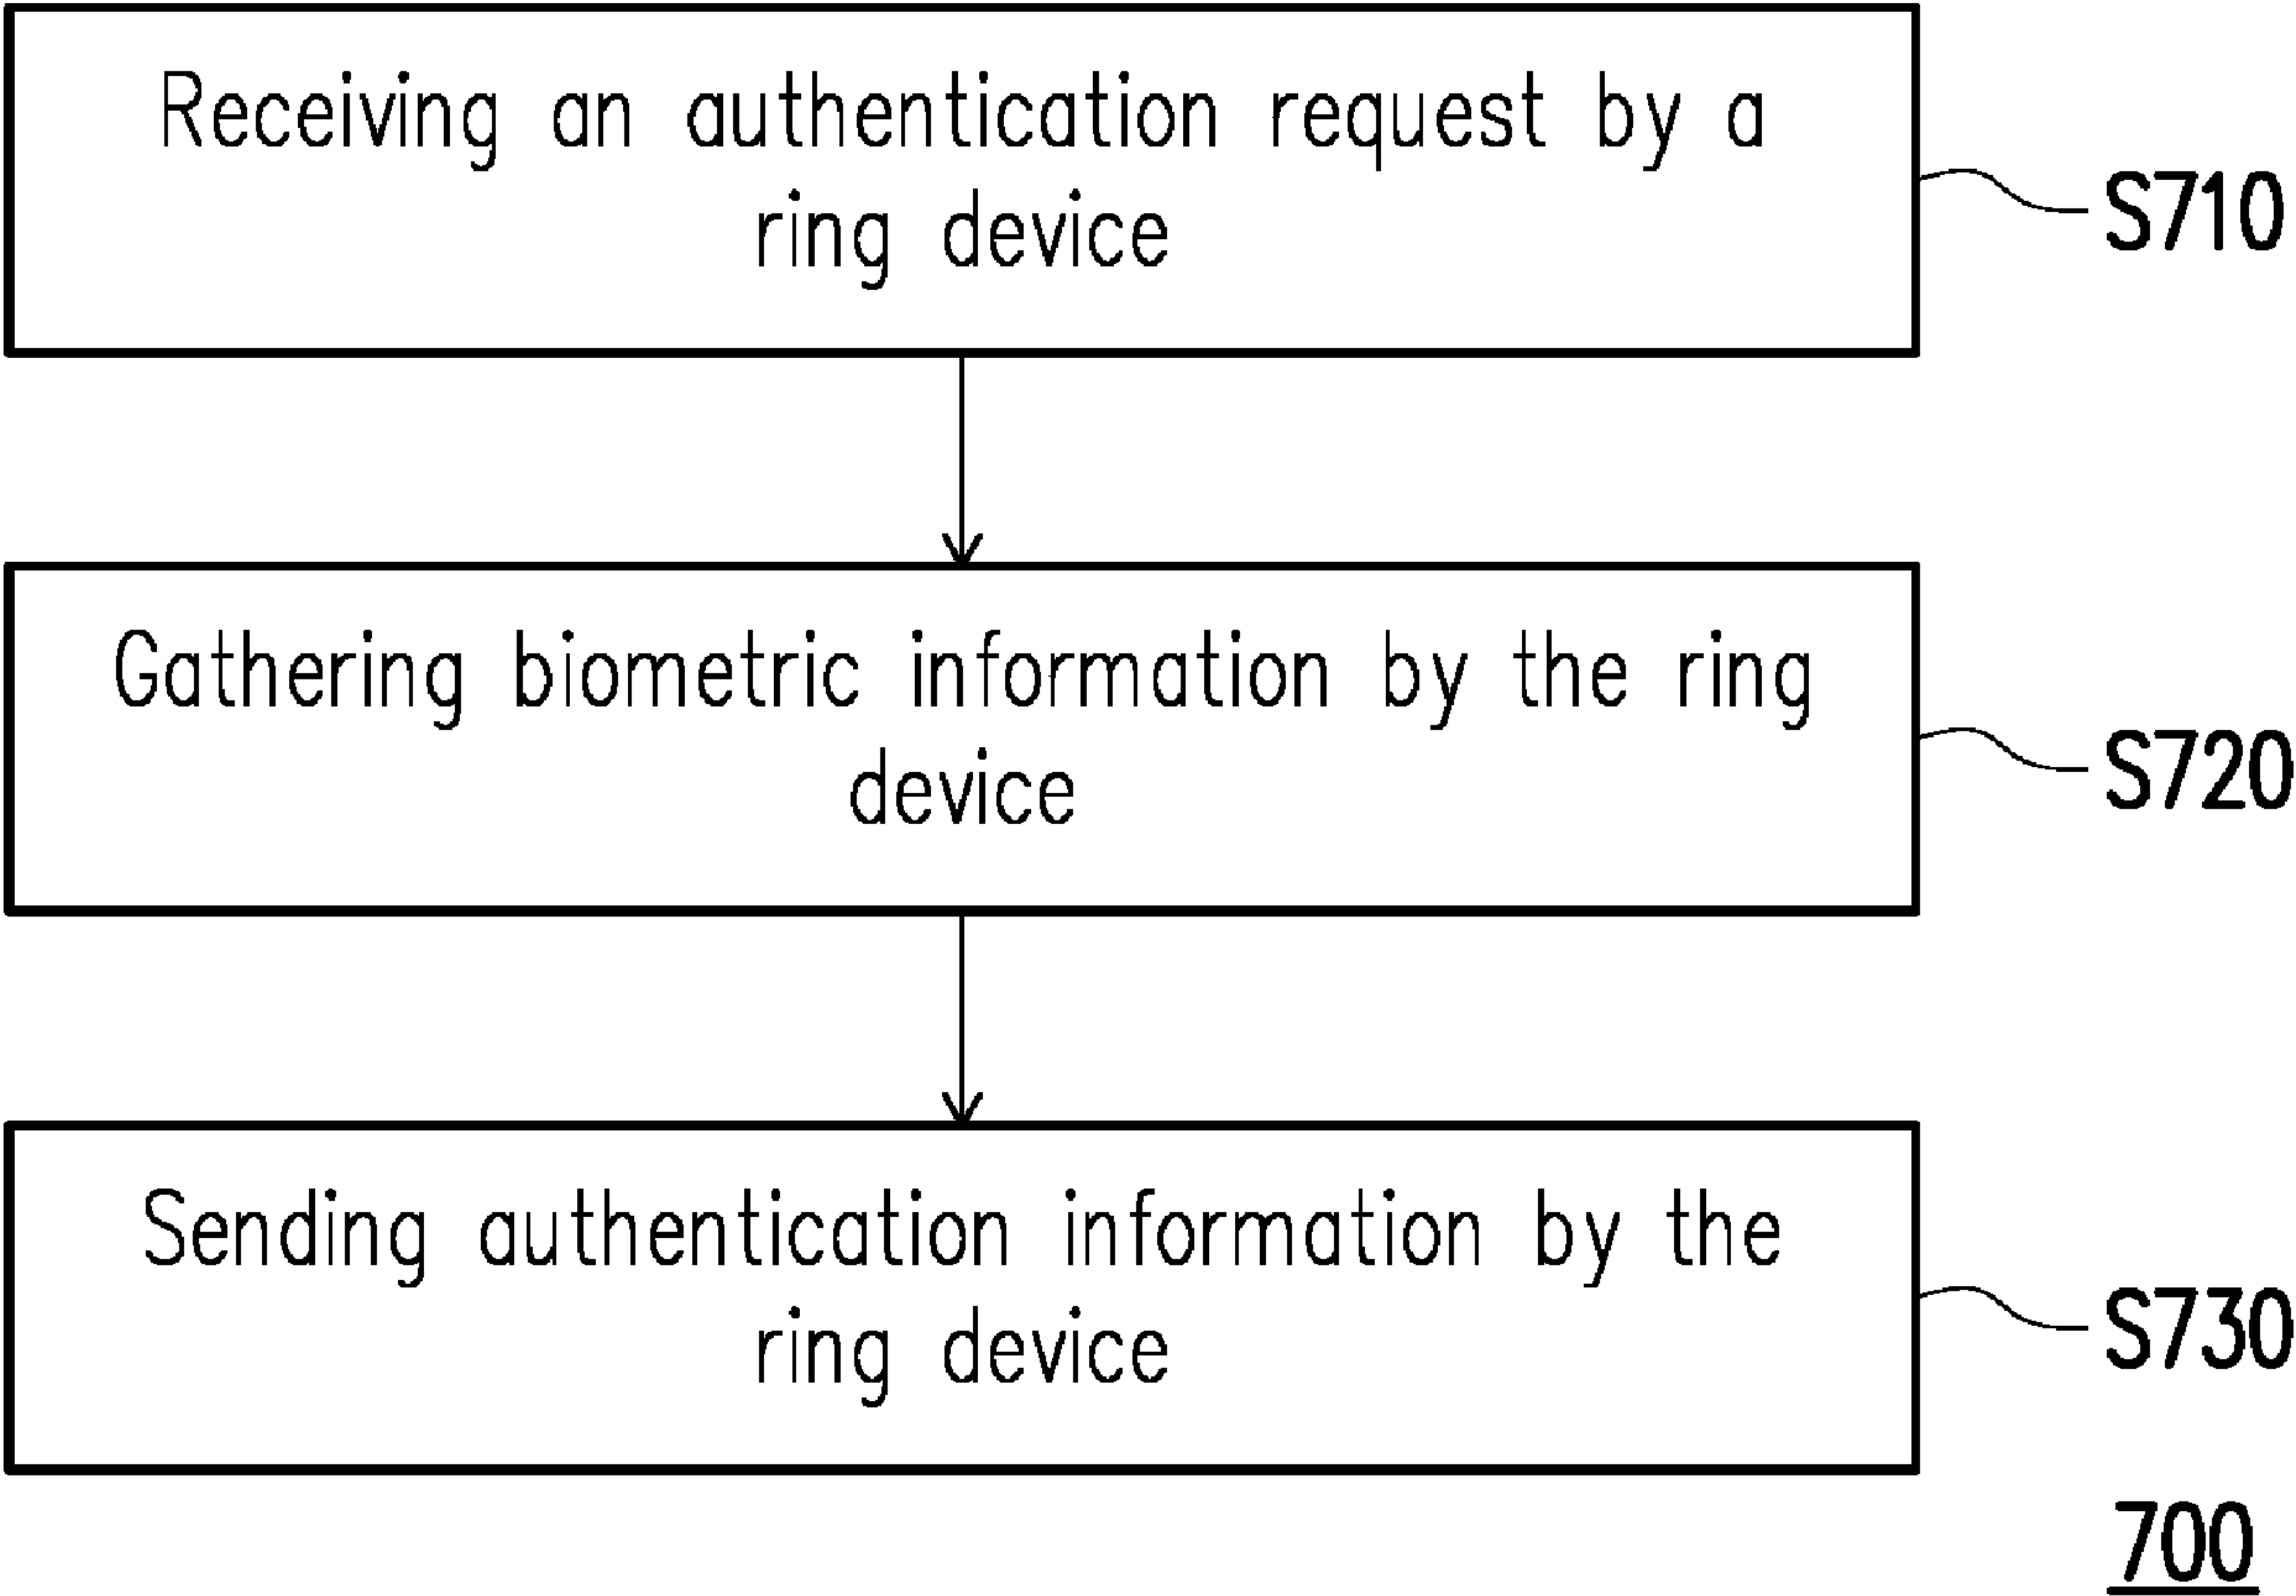 Receiving an authentication request by a
ring device
S710
Gathering biometric information by the ring
device
S720
Sending authentication information by the
ring device
S730
700